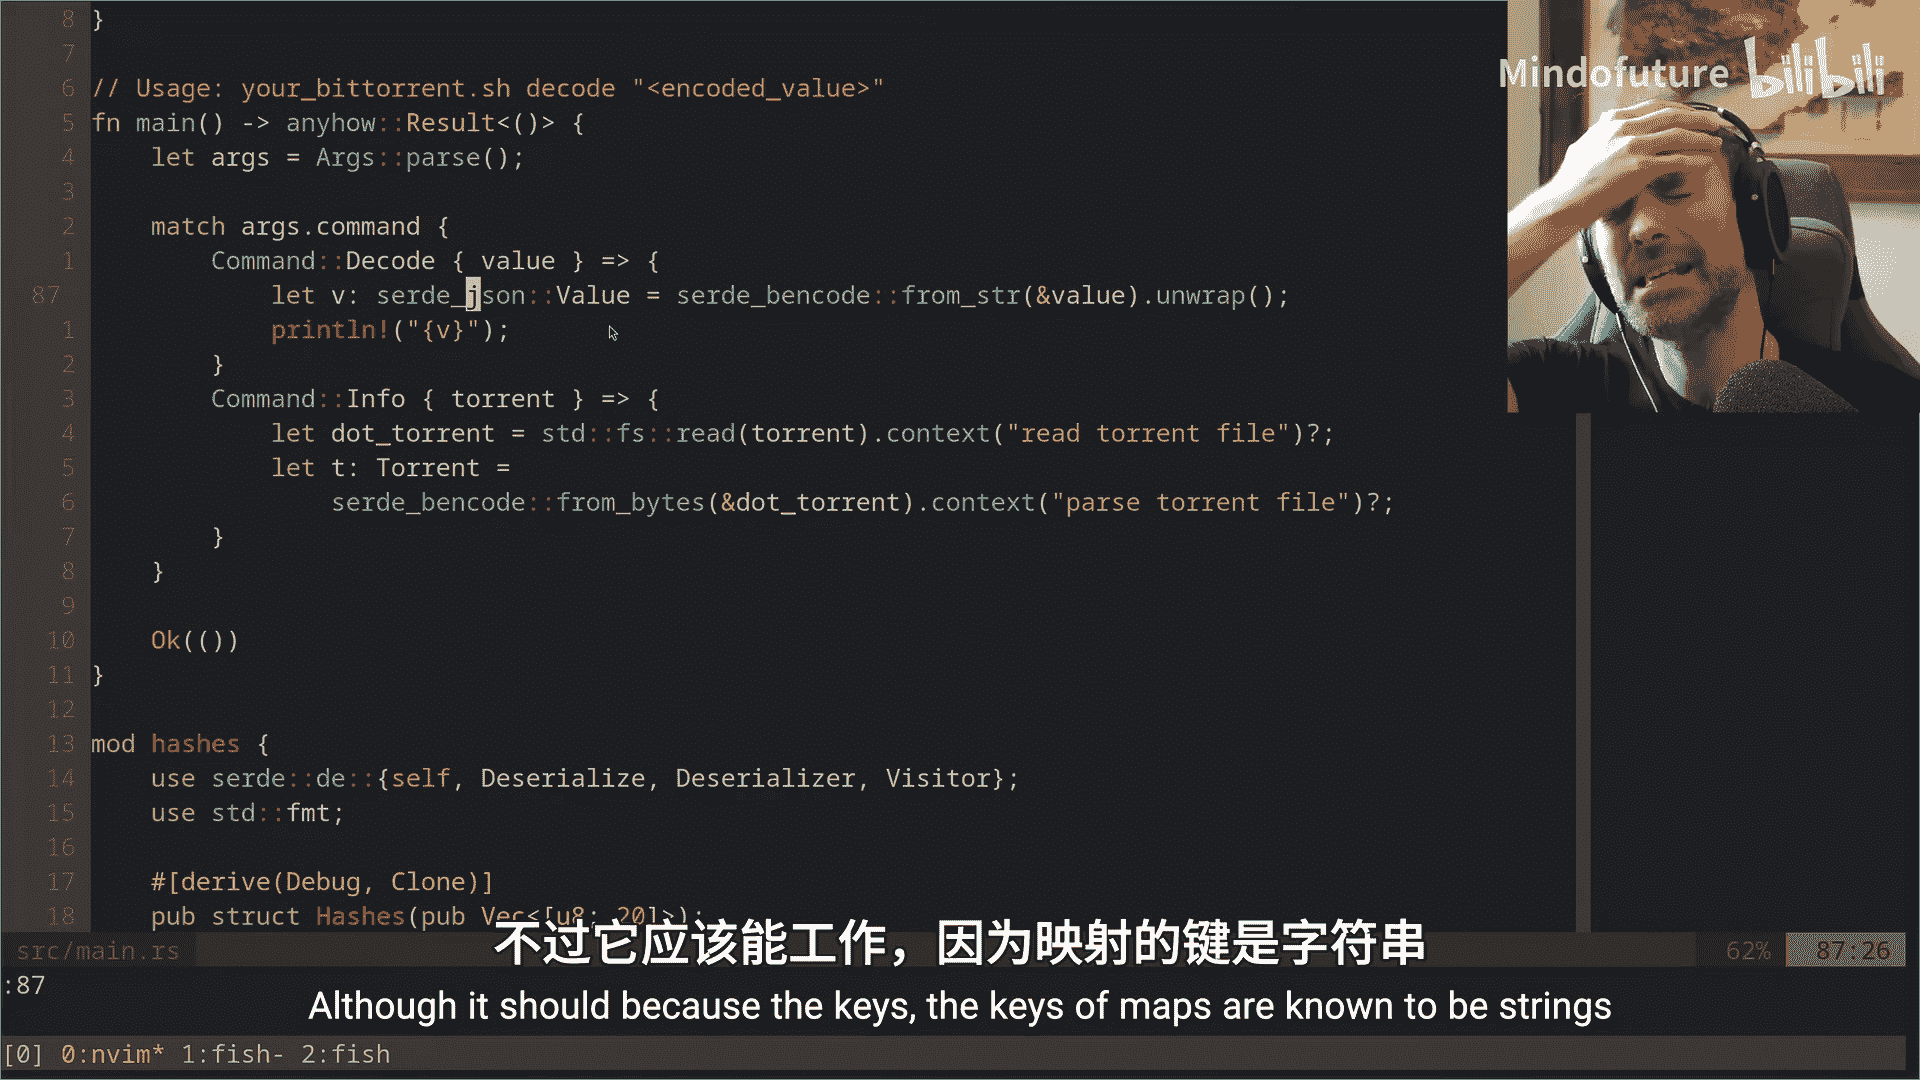 8 }
7
6 // Usage: your_bittorrent.sh decode "<encoded_value>"
5 fn main() -> anyhow::Result<()> {
4     let args = Args::parse();
3
2     match args.command {
1         Command::Decode { value } => {
87             let v: serde_json::Value = serde_bencode::from_str(&value).unwrap();
1             println!("{v}");
2         }
3         Command::Info { torrent } => {
4             let dot_torrent = std::fs::read(torrent).context("read torrent file")?;
5             let t: Torrent =
6                 serde_bencode::from_bytes(&dot_torrent).context("parse torrent file")?;
7         }
8     }
9
10     Ok(())
11 }
12
13 mod hashes {
14     use serde::de::{self, Deserialize, Deserializer, Visitor};
15     use std::fmt;
16
17     #[derive(Debug, Clone)]
18     pub struct Hashes(pub Vec<[u8; 20]>);
Mindofuture bilibili
不过它应该能工作，因为映射的键是字符串
src/main.rs 62% 87:26
:87
Although it should because the keys, the keys of maps are known to be strings
[0] 0:nvim* 1:fish- 2:fish